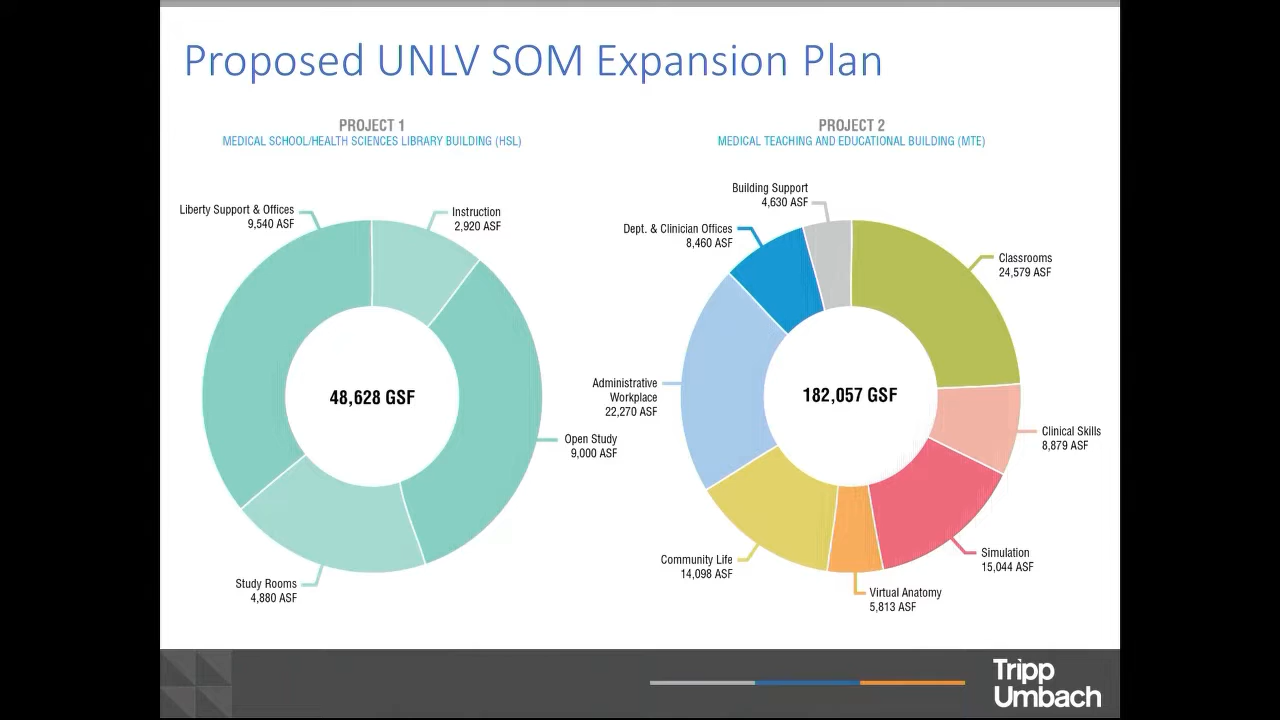 Proposed UNLV SOM Expansion Plan
PROJECT 1
MEDICAL SCHOOL/HEALTH SCIENCES LIBRARY BUILDING (HSL)
Liberty Support & Offices
9,540 ASF
Instruction
2,920 ASF
48,628 GSF
Open Study
9,000 ASF
Study Rooms
4,880 ASF
PROJECT 2
MEDICAL TEACHING AND EDUCATIONAL BUILDING (MTE)
Building Support
4,630 ASF
Dept. & Clinician Offices
8,460 ASF
Classrooms
24,579 ASF
Administrative
Workplace
22,270 ASF
182,057 GSF
Clinical Skills
8,879 ASF
Community Life
14,098 ASF
Simulation
15,044 ASF
Virtual Anatomy
5,813 ASF
Tripp
Umbach